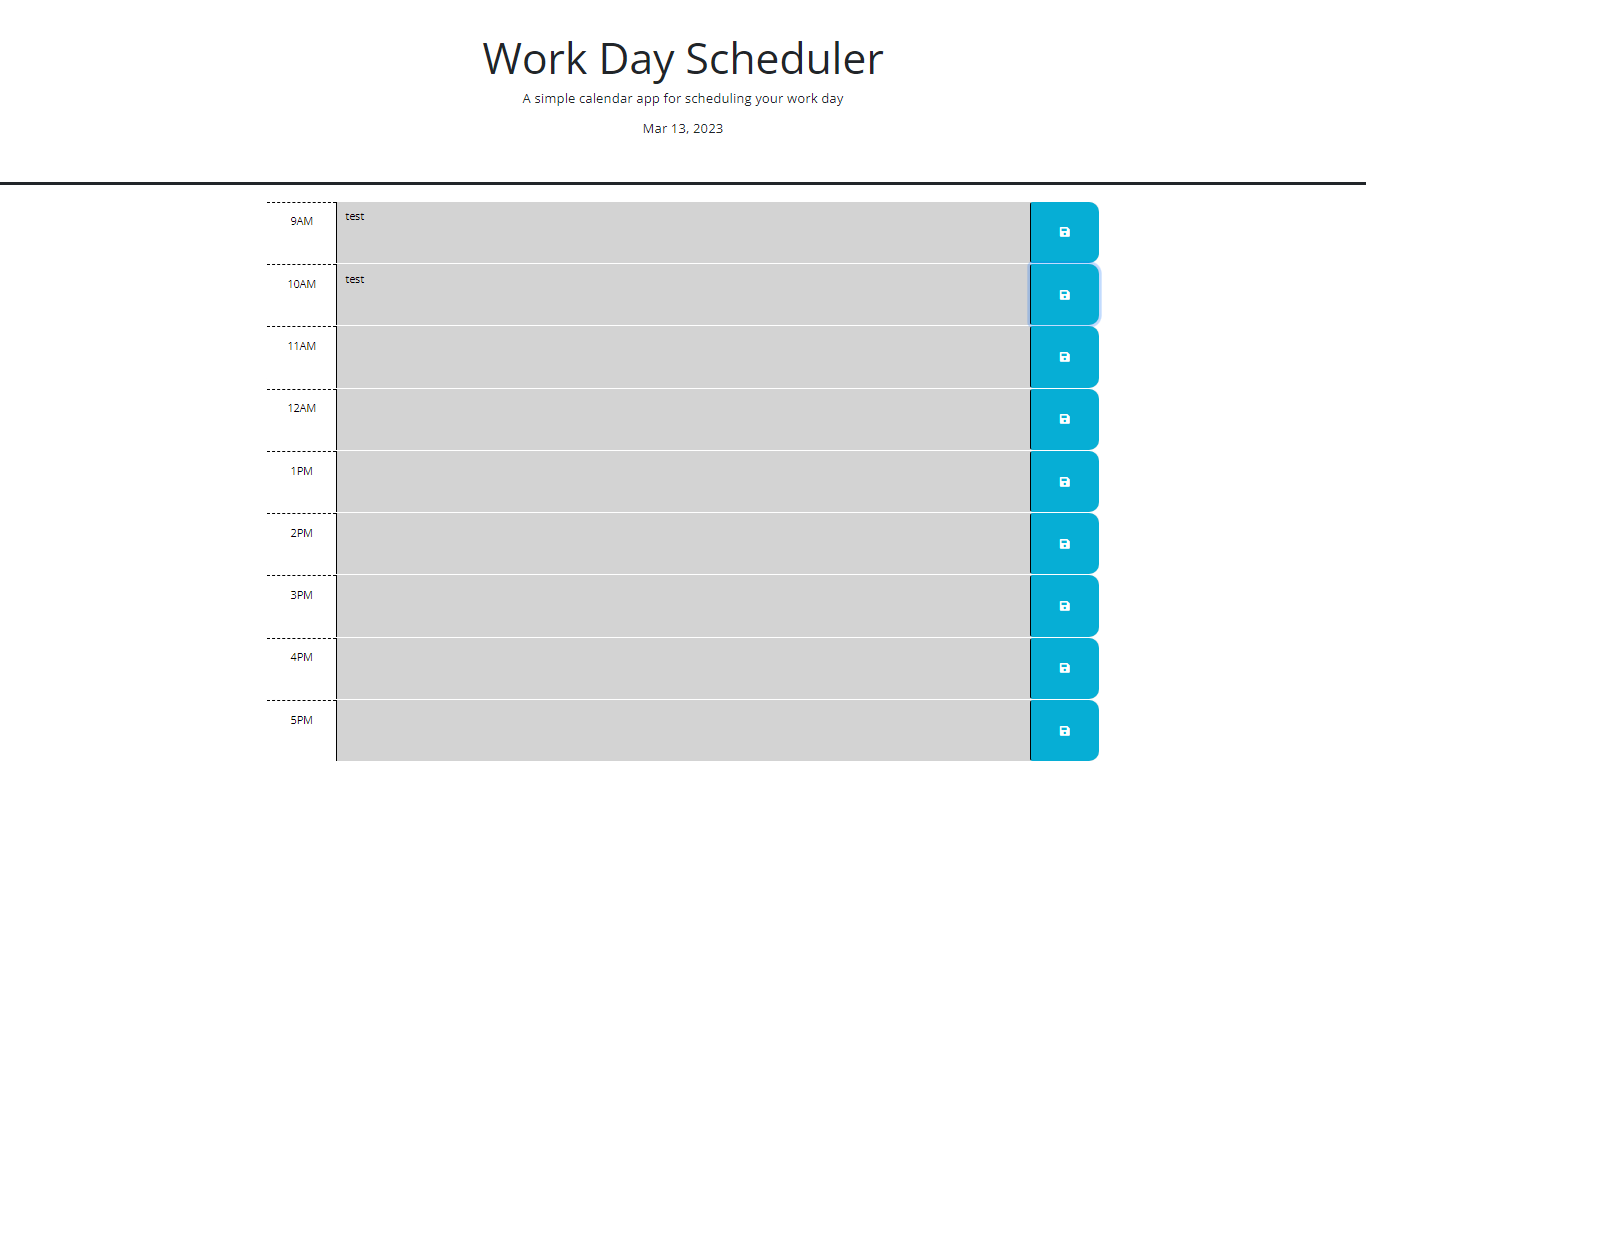 Work Day Scheduler
A simple calendar app for scheduling your work day
Mar 13, 2023
9AM test
10AM test
11AM
12AM
1PM
2PM
3PM
4PM
5PM